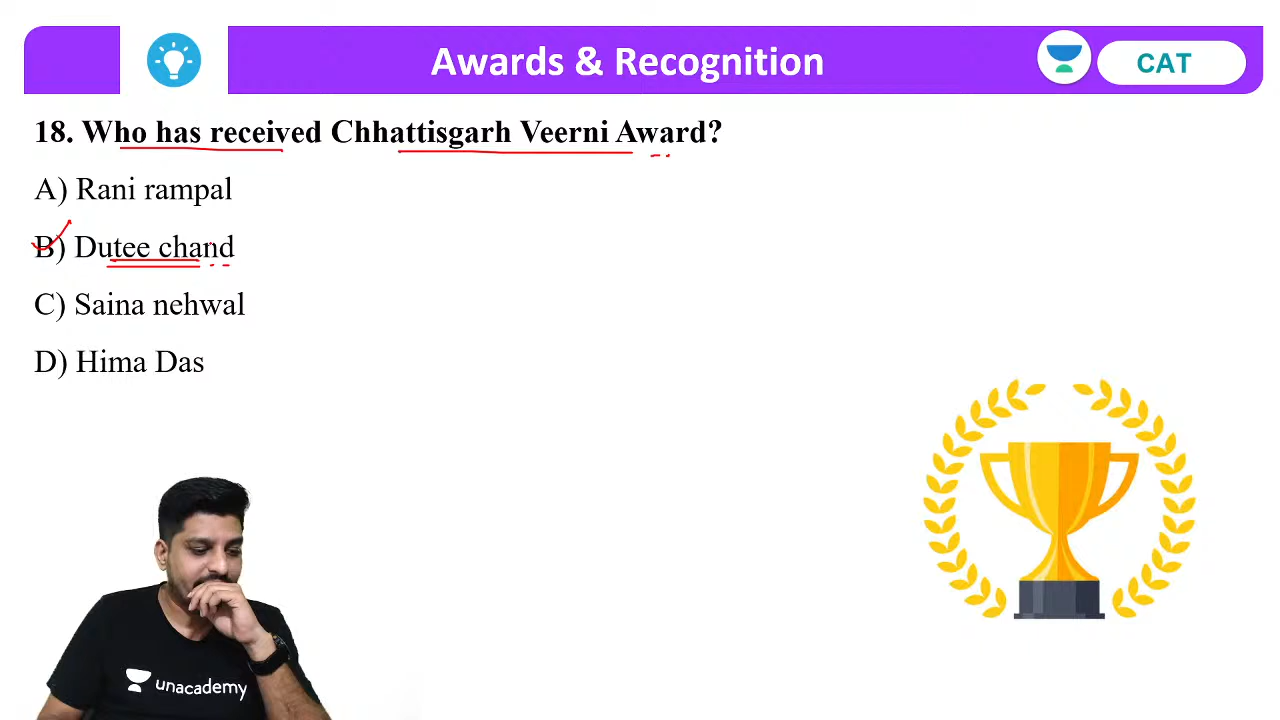 Awards & Recognition
CAT
18. Who has received Chhattisgarh Veerni Award?
A) Rani rampal
B) Dutee chand
C) Saina nehwal
D) Hima Das
unacademy